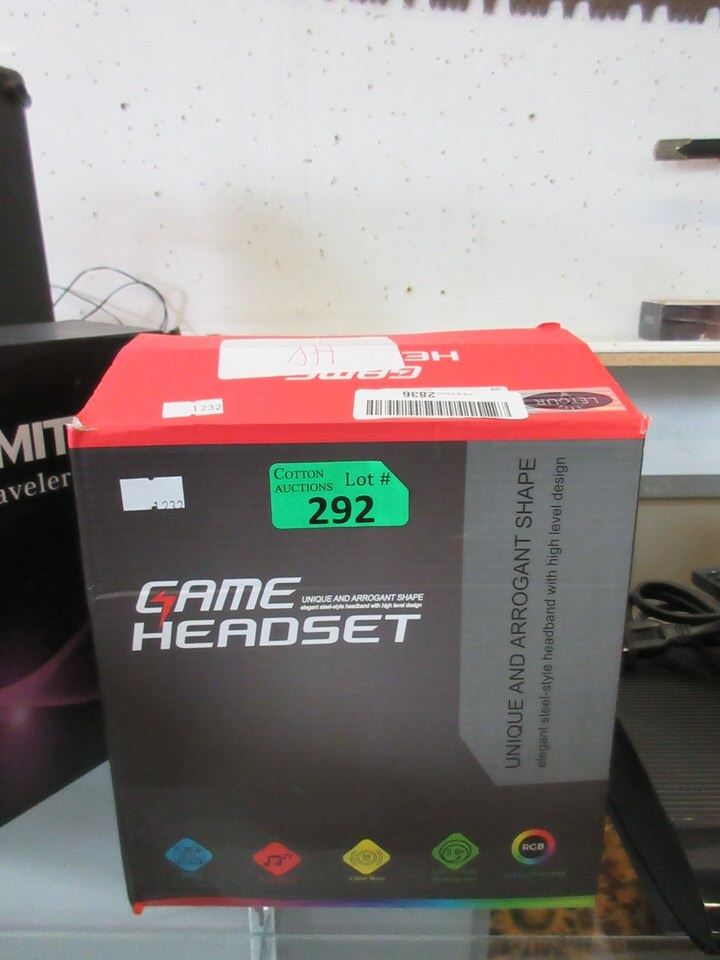 HE
GAME
2836
LETOUR
1232
1232
COTTON
AUCTIONS
Lot #
292
GAME
HEADSET
UNIQUE AND ARROGANT SHAPE
elegant steel-style headband with high level design
UNIQUE AND ARROGANT SHAPE
elegant steel-style headband with high level design
RGB
MIT
aveler